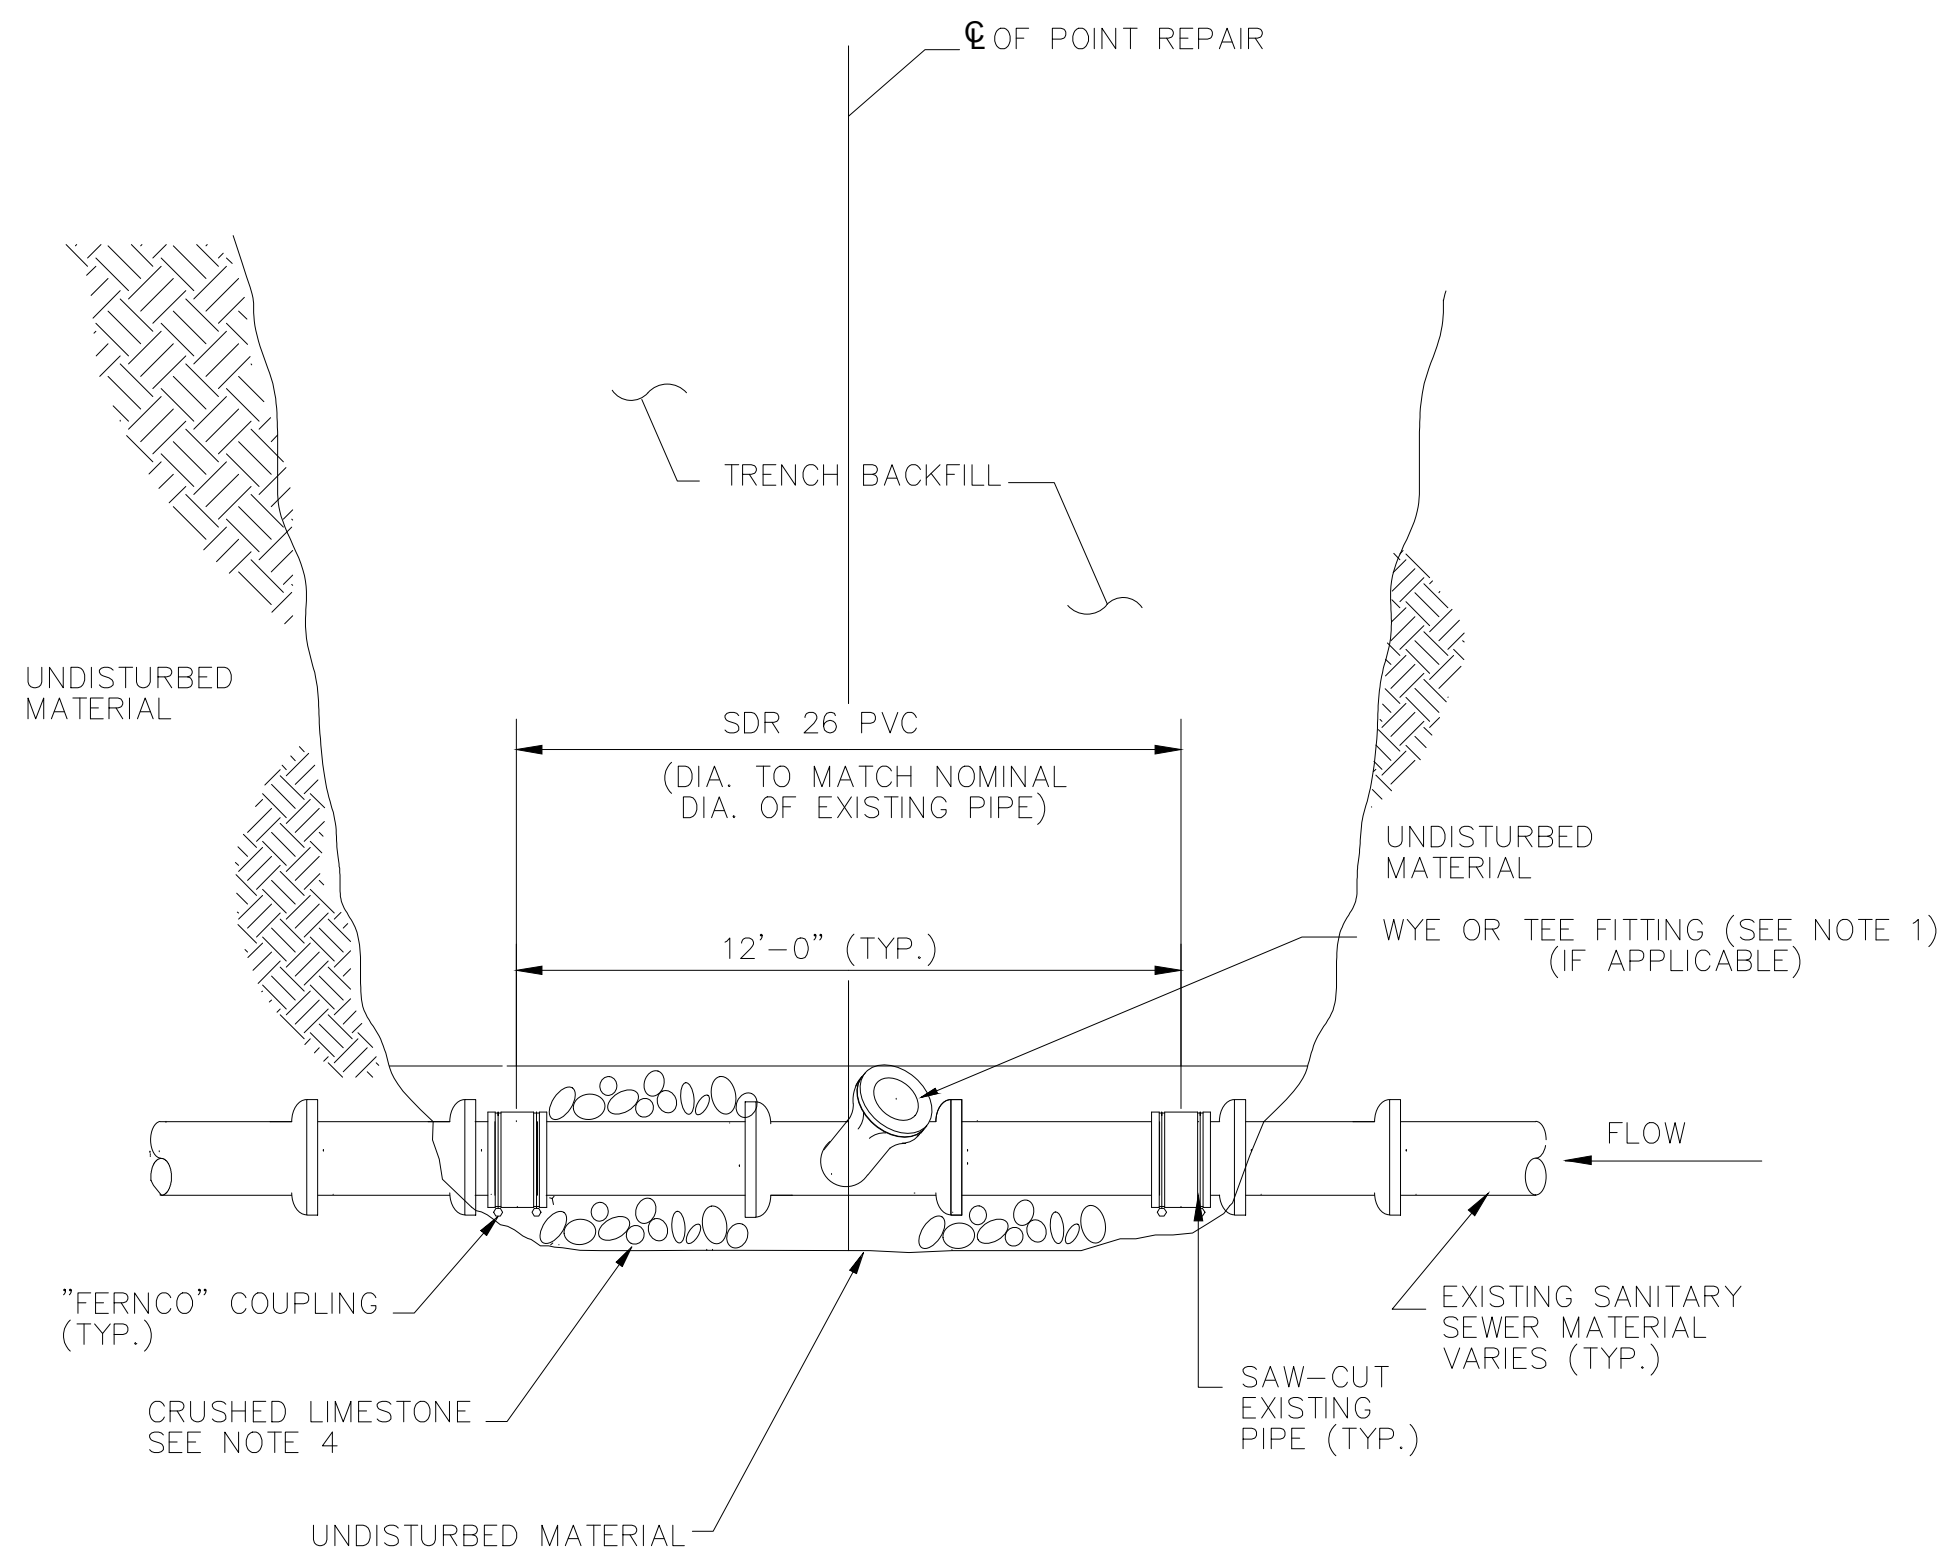 ℄ OF POINT REPAIR
TRENCH BACKFILL
UNDISTURBED
MATERIAL
SDR 26 PVC
(DIA. TO MATCH NOMINAL
DIA. OF EXISTING PIPE)
UNDISTURBED
MATERIAL
WYE OR TEE FITTING (SEE NOTE 1)
(IF APPLICABLE)
12'-0" (TYP.)
FLOW
"FERNCO" COUPLING
(TYP.)
EXISTING SANITARY
SEWER MATERIAL
VARIES (TYP.)
SAW-CUT
EXISTING
PIPE (TYP.)
CRUSHED LIMESTONE
SEE NOTE 4
UNDISTURBED MATERIAL